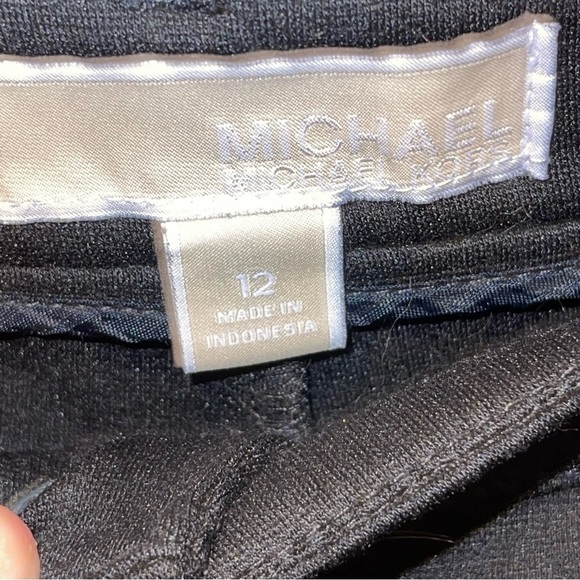 MICHAEL
MICHAEL KORS
12
MADE IN
INDONESIA